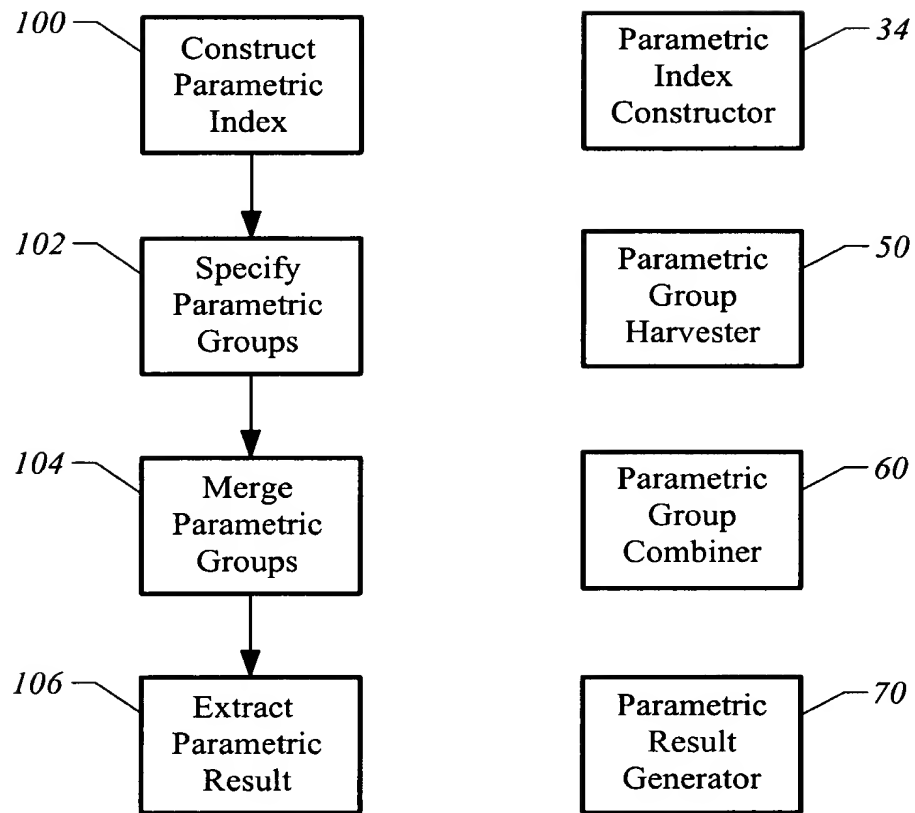 100
Construct
Parametric
Index
Parametric
Index
Constructor
34
102
Specify
Parametric
Groups
Parametric
Group
Harvester
50
104
Merge
Parametric
Groups
Parametric
Group
Combiner
60
106
Extract
Parametric
Result
Parametric
Result
Generator
70